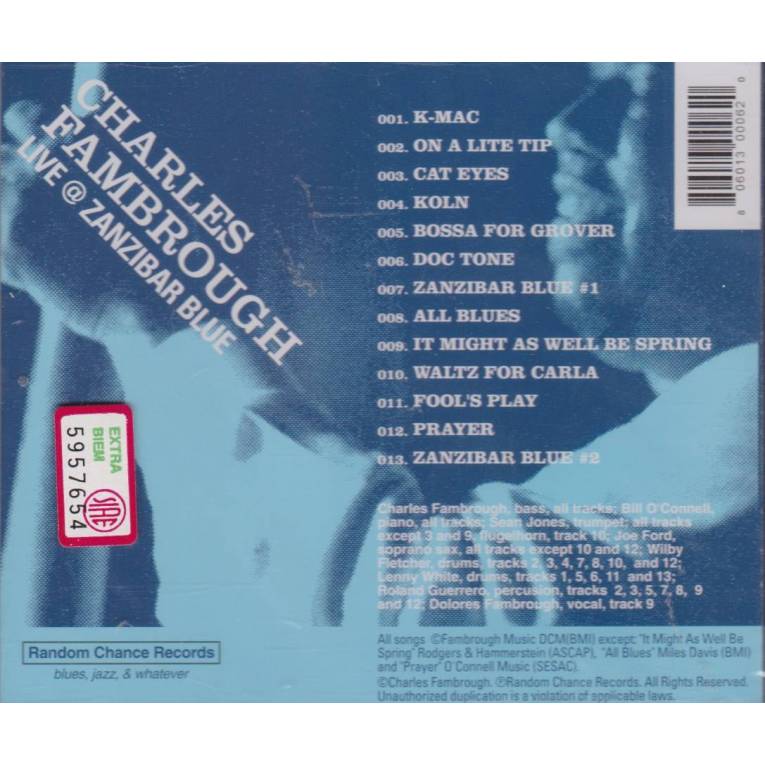 CHARLES
FAMBROUGH
LIVE @ ZANZIBAR BLUE
001. K-MAC
002. ON A LITE TIP
003. CAT EYES
004. KOLN
005. BOSSA FOR GROVER
006. DOC TONE
007. ZANZIBAR BLUE #1
008. ALL BLUES
009. IT MIGHT AS WELL BE SPRING
010. WALTZ FOR CARLA
011. FOOL'S PLAY
012. PRAYER
013. ZANZIBAR BLUE #2
8 06013 00062 0
EXTRA
BIEM
5957654
SIAE
Charles Fambrough, bass, all tracks; Bill O'Connell,
piano, all tracks; Sean Jones, trumpet; all tracks
except 3 and 9, flugelhorn, track 10; Joe Ford,
soprano sax, all tracks except 10 and 12; Wilby
Fletcher, drums, tracks 2, 3, 4, 7, 8, 10, and 12;
Lenny White, drums, tracks 1, 5, 6, 11 and 13;
Roland Guerrero, percusion, tracks 2, 3, 5, 7, 8, 9
and 12; Dolores Fambrough, vocal, track 9
All songs ©Fambrough Music DCM(BMI) except: "It Might As Well Be
Spring" Rodgers & Hammerstein (ASCAP), "All Blues" Miles Davis (BMI)
and "Prayer" O'Connell Music (SESAC).
©Charles Fambrough. ℗Random Chance Records. All Rights Reserved.
Unauthorized duplication is a violation of applicable laws.
Random Chance Records
blues, jazz, & whatever